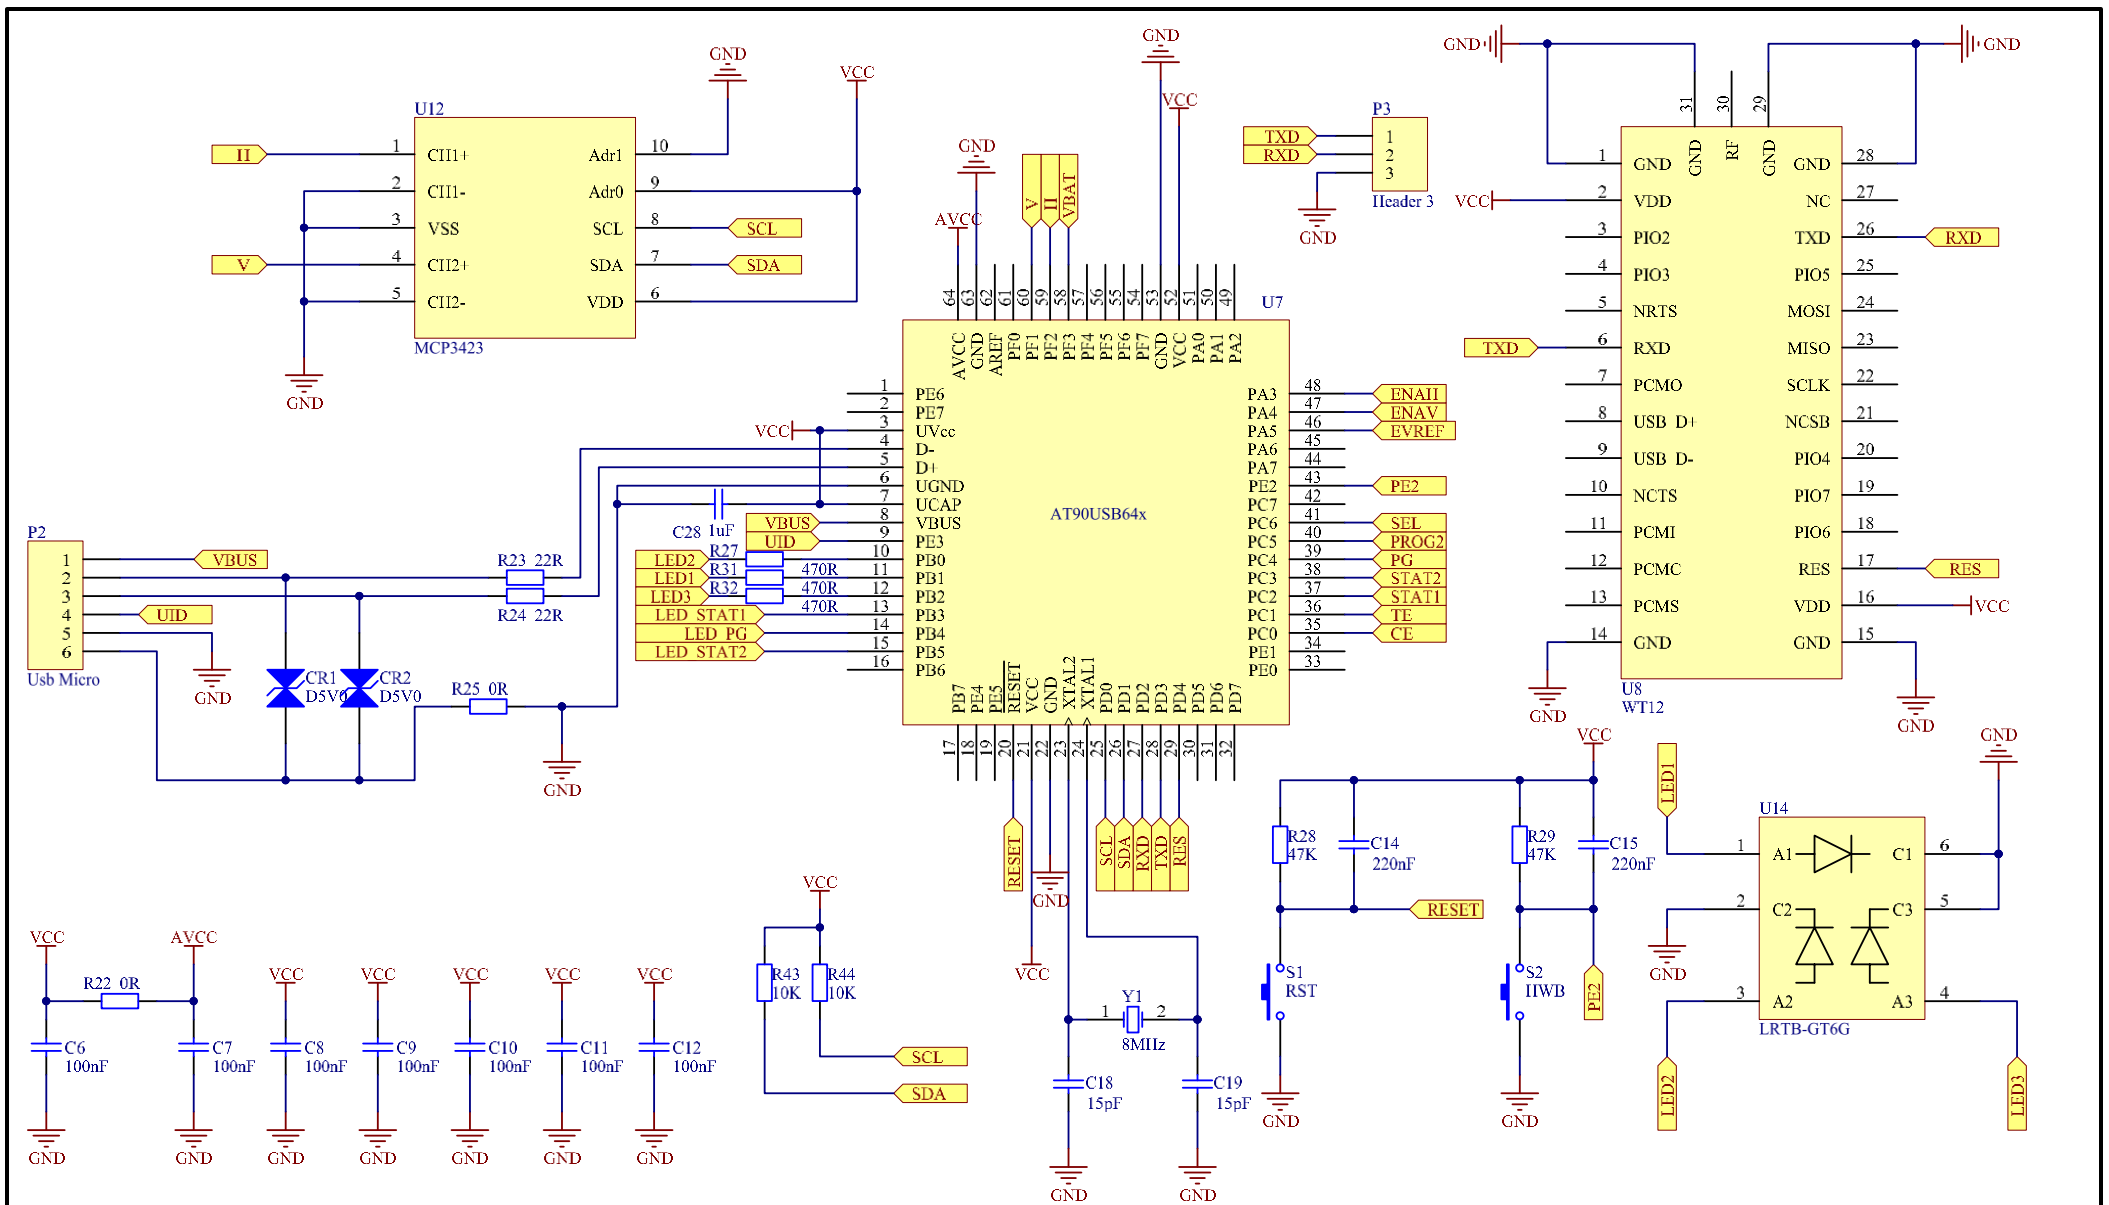 U12
MCP3423
H
V
1 CH1+
2 CH1-
3 VSS
4 CH2+
5 CH2-
10 Adr1
9 Adr0
8 SCL
7 SDA
6 VDD
GND
VCC
SCL
SDA
GND
P3
TXD
RXD
1
2
3
Header 3
GND
U7
AT90USB64x
GND
AVCC
V
H
VBAT
GND
VCC
64 AVCC
63 GND
62 AREF
61 PF0
60 PF1
59 PF2
58 PF3
57 PF4
56 PF5
55 PF6
54 PF7
53 GND
52 VCC
51 PA0
50 PA1
49 PA2
1 PE6
2 PE7
3 UVcc
4 D-
5 D+
6 UGND
7 UCAP
8 VBUS
9 PE3
10 PB0
11 PB1
12 PB2
13 PB3
14 PB4
15 PB5
16 PB6
48 PA3 ENAH
47 PA4 ENAV
46 PA5 EVREF
45 PA6
44 PA7
43 PE2 PE2
42 PC7
41 PC6 SEL
40 PC5 PROG2
39 PC4 PG
38 PC3 STAT2
37 PC2 STAT1
36 PC1 TE
35 PC0 CE
34 PE1
33 PE0
17 PB7
18 PE4
19 PE5
20 RESET
21 VCC
22 GND
23 XTAL2
24 XTAL1
25 PD0
26 PD1
27 PD2
28 PD3
29 PD4
30 PD5
31 PD6
32 PD7
RESET
VCC
GND
SCL
SDA
RXD
TXD
RES
VCC
C28 1uF
VBUS
UID
LED2 R27
LED1 R31 470R
LED3 R32 470R
470R
LED STAT1
LED PG
LED STAT2
P2
1
2
3
4
5
6
Usb Micro
VBUS
UID
GND
R23 22R
R24 22R
CR1
D5V0
CR2
D5V0
R25 0R
GND
GND
GND
31 GND
30 RF
29 GND
1 GND
2 VDD
3 PIO2
4 PIO3
5 NRTS
6 RXD
7 PCMO
8 USB D+
9 USB D-
10 NCTS
11 PCMI
12 PCMC
13 PCMS
14 GND
28 GND
27 NC
26 TXD
25 PIO5
24 MOSI
23 MISO
22 SCLK
21 NCSB
20 PIO4
19 PIO7
18 PIO6
17 RES
16 VDD
15 GND
VCC
TXD
RXD
RES
VCC
GND
GND
U8
WT12
VCC
R28
47K
C14
220nF
RESET
S1
RST
GND
R29
47K
C15
220nF
S2
HWB
PE2
GND
U14
LRTB-GT6G
LED1
GND
1 A1
2 C2
3 A2
C1 6
C3 5
A3 4
GND
LED2
LED3
VCC
R22 0R
AVCC
C6
100nF
GND
C7
100nF
GND
VCC
C8
100nF
GND
VCC
C9
100nF
GND
VCC
C10
100nF
GND
VCC
C11
100nF
GND
VCC
C12
100nF
GND
VCC
R43
10K
R44
10K
SCL
SDA
Y1
1 2
8MHz
C18
15pF
GND
C19
15pF
GND